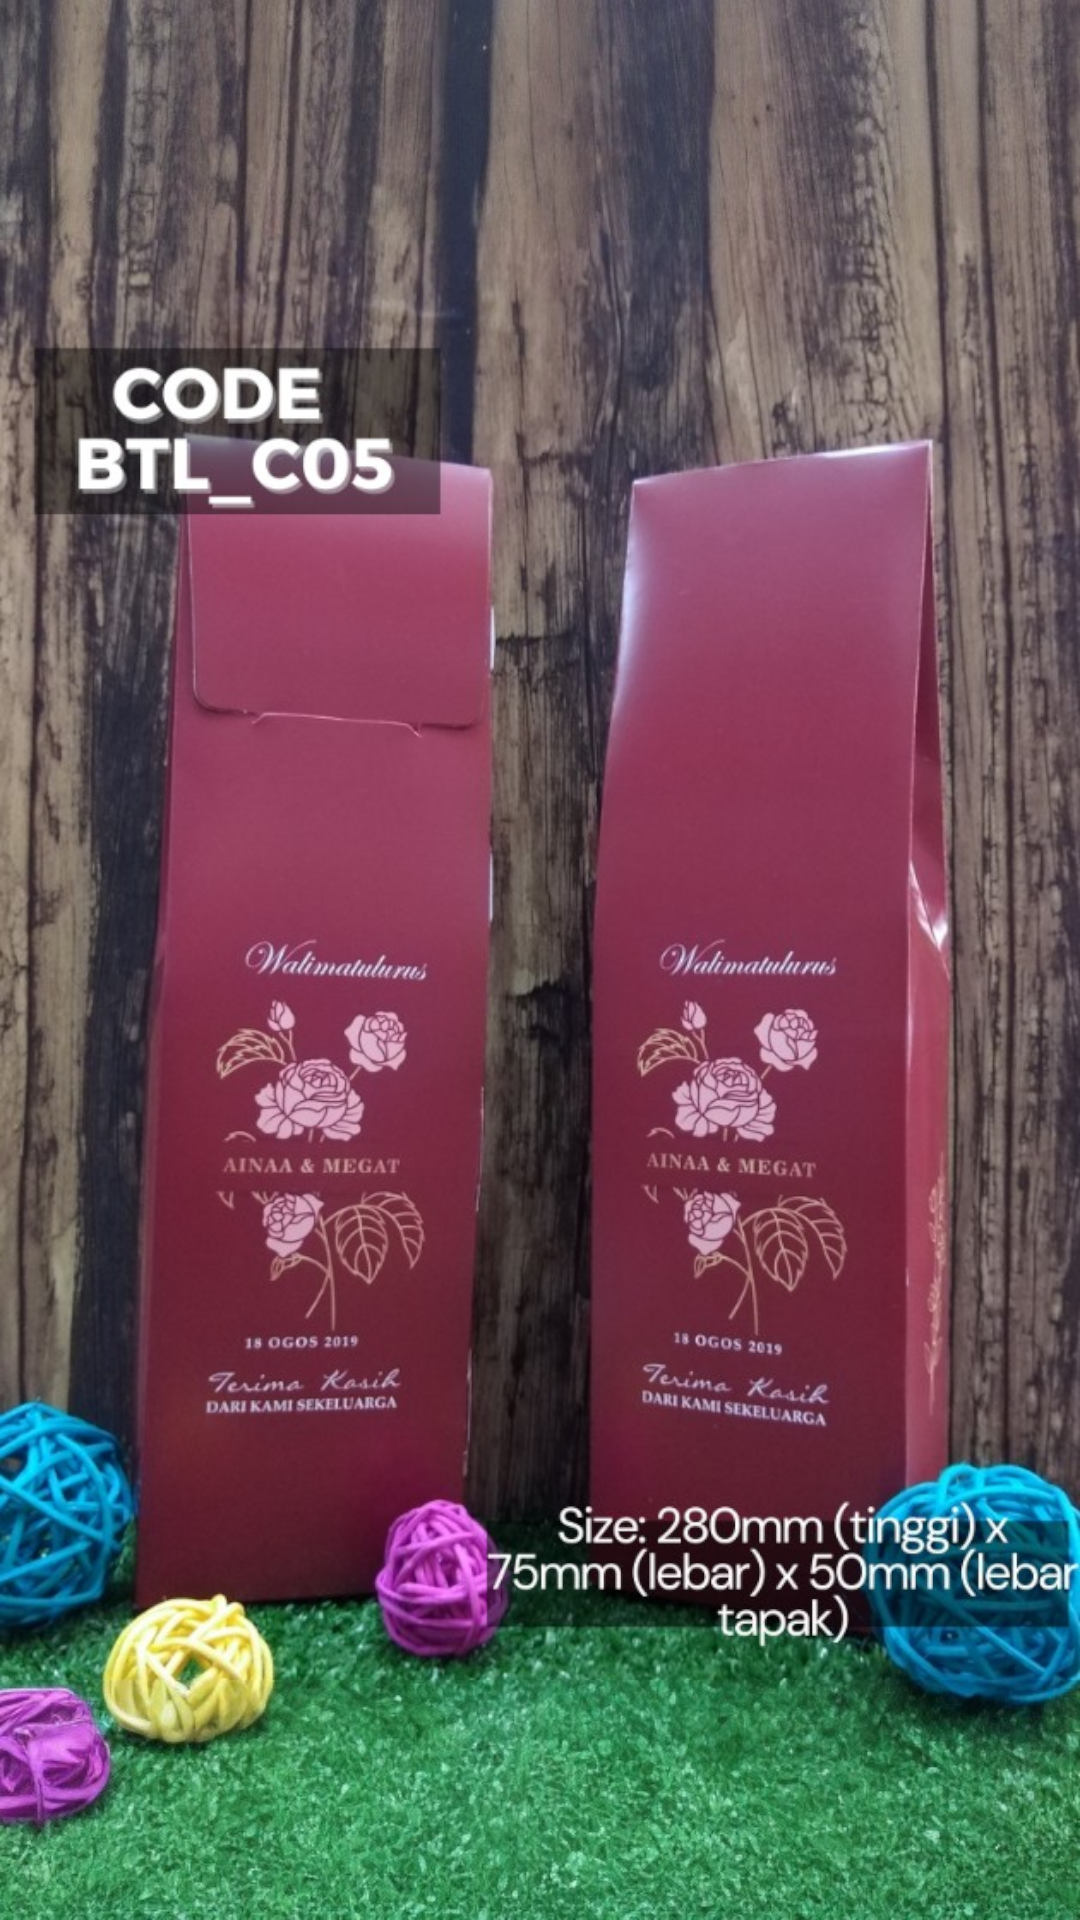 CODE
BTL_C05
Walimatulurus
AINAA & MEGAT
18 OGOS 2019
Terima Kasih
DARI KAMI SEKELUARGA
Walimatulurus
AINAA & MEGAT
18 OGOS 2019
Terima Kasih
DARI KAMI SEKELUARGA
Size: 280mm (tinggi) x
75mm (lebar) x 50mm (lebar
tapak)